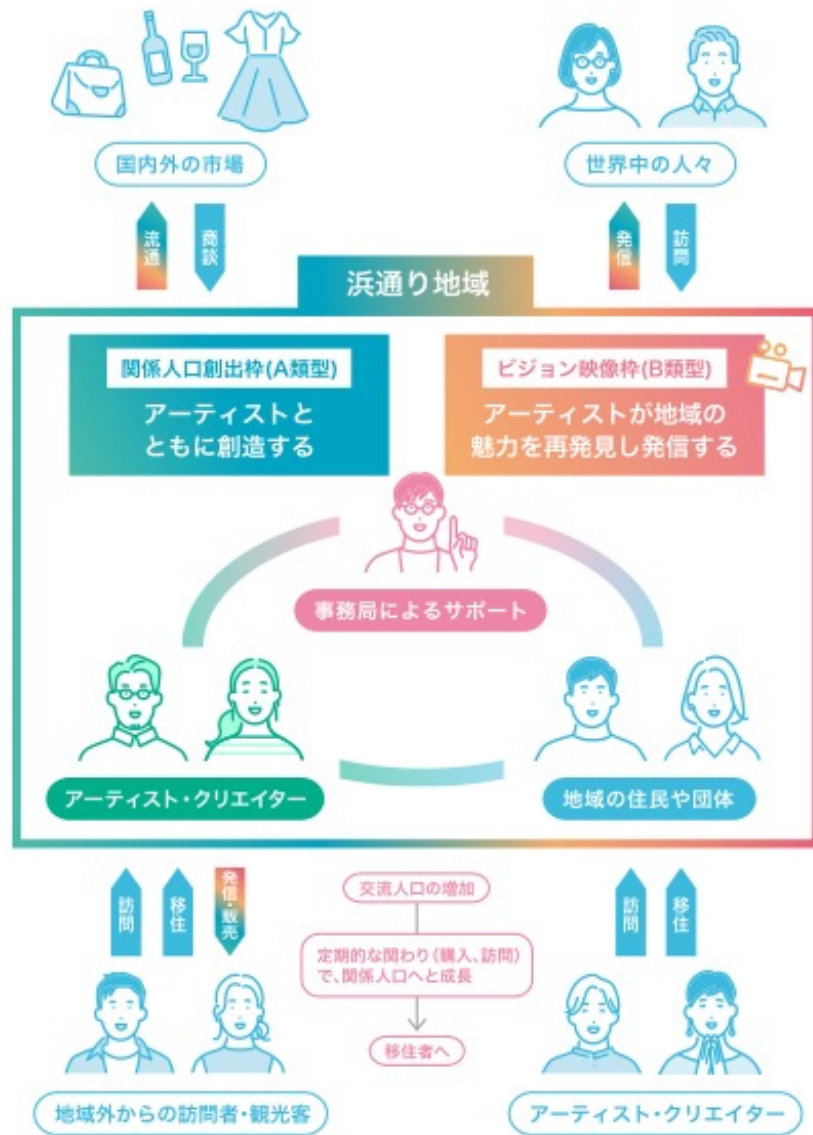 国内外の市場
世界中の人々
流通
商談
発信
訪問
浜通り地域
関係人口創出枠(A類型)
アーティストと
ともに創造する
ビジョン映像枠(B類型)
アーティストが地域の
魅力を再発見し発信する
事務局によるサポート
アーティスト・クリエイター
地域の住民や団体
訪問
移住
発信・販売
交流人口の増加
定期的な関わり(購入、訪問)
で、関係人口へと成長
移住者へ
訪問
移住
地域外からの訪問者・観光客
アーティスト・クリエイター